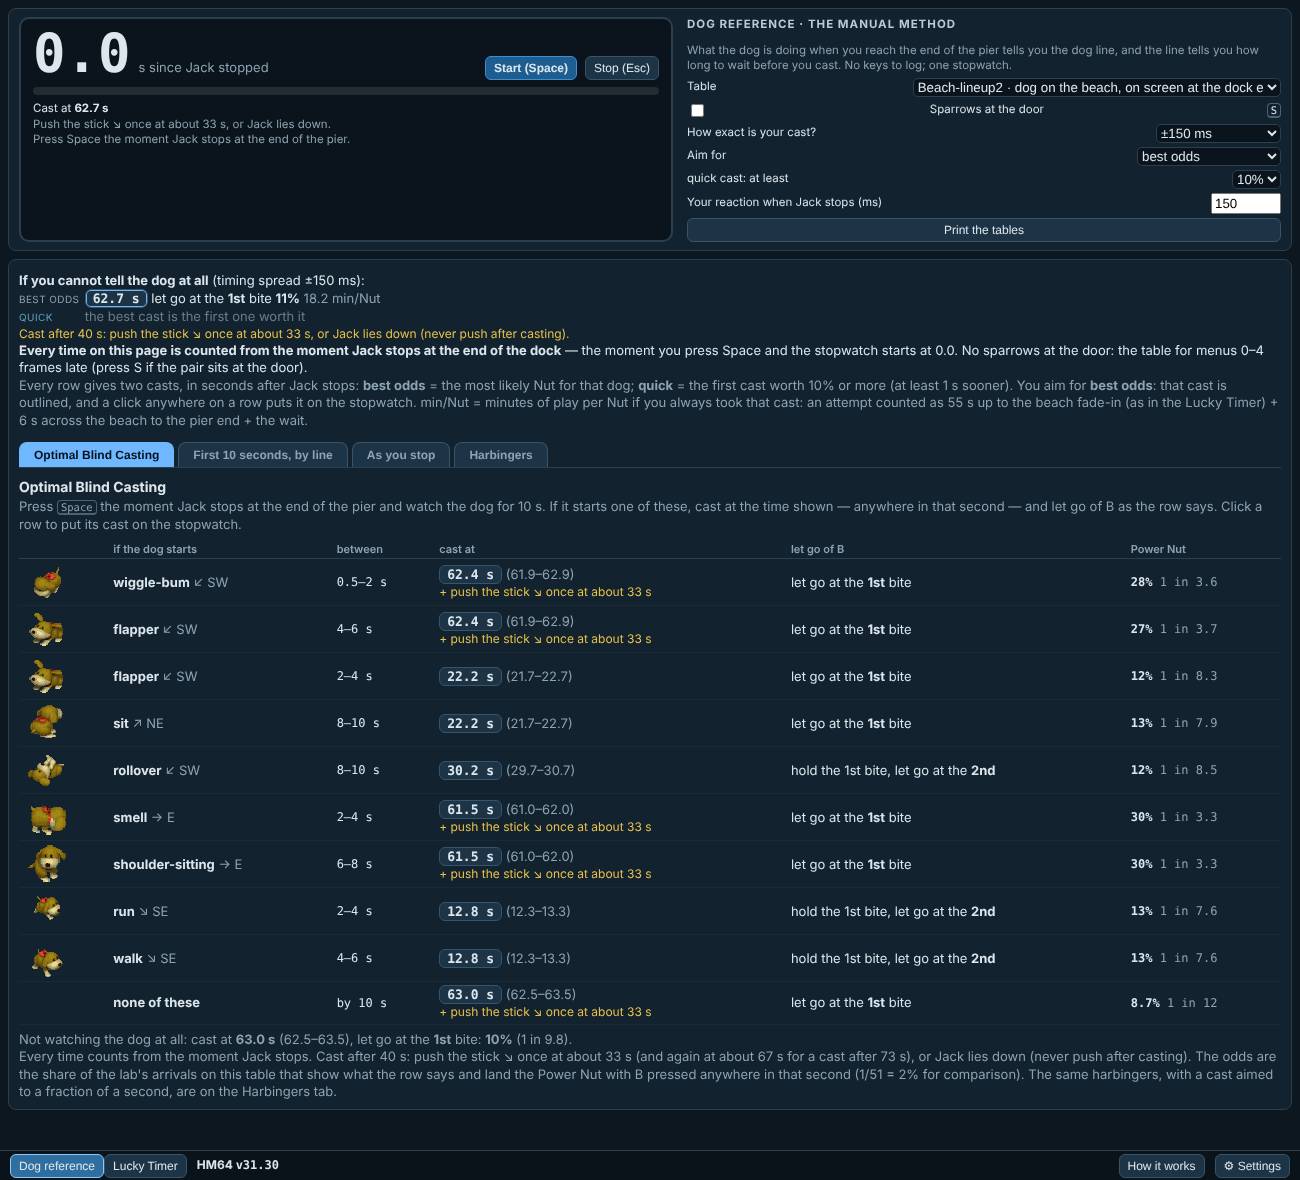 0.0 s since Jack stopped
Start (Space) Stop (Esc)
Cast at 62.7 s
Push the stick ↘ once at about 33 s, or Jack lies down.
Press Space the moment Jack stops at the end of the pier.
DOG REFERENCE · THE MANUAL METHOD
What the dog is doing when you reach the end of the pier tells you the dog line, and the line tells you how
long to wait before you cast. No keys to log; one stopwatch.
Table Beach-lineup2 · dog on the beach, on screen at the dock e
Sparrows at the door S
How exact is your cast? ±150 ms
Aim for best odds
quick cast: at least 10%
Your reaction when Jack stops (ms) 150
Print the tables
If you cannot tell the dog at all (timing spread ±150 ms):
BEST ODDS 62.7 s let go at the 1st bite 11% 18.2 min/Nut
QUICK the best cast is the first one worth it
Cast after 40 s: push the stick ↘ once at about 33 s, or Jack lies down (never push after casting).
Every time on this page is counted from the moment Jack stops at the end of the dock — the moment you press Space and the stopwatch starts at 0.0. No sparrows at the door: the table for menus 0–4
frames late (press S if the pair sits at the door).
Every row gives two casts, in seconds after Jack stops: best odds = the most likely Nut for that dog; quick = the first cast worth 10% or more (at least 1 s sooner). You aim for best odds: that cast is
outlined, and a click anywhere on a row puts it on the stopwatch. min/Nut = minutes of play per Nut if you always took that cast: an attempt counted as 55 s up to the beach fade-in (as in the Lucky Timer) +
6 s across the beach to the pier end + the wait.
Optimal Blind Casting First 10 seconds, by line As you stop Harbingers
Optimal Blind Casting
Press Space the moment Jack stops at the end of the pier and watch the dog for 10 s. If it starts one of these, cast at the time shown — anywhere in that second — and let go of B as the row says. Click a
row to put its cast on the stopwatch.
if the dog starts between cast at let go of B Power Nut
wiggle-bum ↙ SW 0.5–2 s 62.4 s (61.9–62.9) let go at the 1st bite 28% 1 in 3.6
+ push the stick ↘ once at about 33 s
flapper ↙ SW 4–6 s 62.4 s (61.9–62.9) let go at the 1st bite 27% 1 in 3.7
+ push the stick ↘ once at about 33 s
flapper ↙ SW 2–4 s 22.2 s (21.7–22.7) let go at the 1st bite 12% 1 in 8.3
sit ↗ NE 8–10 s 22.2 s (21.7–22.7) let go at the 1st bite 13% 1 in 7.9
rollover ↙ SW 8–10 s 30.2 s (29.7–30.7) hold the 1st bite, let go at the 2nd 12% 1 in 8.5
smell → E 2–4 s 61.5 s (61.0–62.0) let go at the 1st bite 30% 1 in 3.3
+ push the stick ↘ once at about 33 s
shoulder-sitting → E 6–8 s 61.5 s (61.0–62.0) let go at the 1st bite 30% 1 in 3.3
+ push the stick ↘ once at about 33 s
run ↘ SE 2–4 s 12.8 s (12.3–13.3) hold the 1st bite, let go at the 2nd 13% 1 in 7.6
walk ↘ SE 4–6 s 12.8 s (12.3–13.3) hold the 1st bite, let go at the 2nd 13% 1 in 7.6
none of these by 10 s 63.0 s (62.5–63.5) let go at the 1st bite 8.7% 1 in 12
+ push the stick ↘ once at about 33 s
Not watching the dog at all: cast at 63.0 s (62.5–63.5), let go at the 1st bite: 10% (1 in 9.8).
Every time counts from the moment Jack stops. Cast after 40 s: push the stick ↘ once at about 33 s (and again at about 67 s for a cast after 73 s), or Jack lies down (never push after casting). The odds are
the share of the lab's arrivals on this table that show what the row says and land the Power Nut with B pressed anywhere in that second (1/51 = 2% for comparison). The same harbingers, with a cast aimed
to a fraction of a second, are on the Harbingers tab.
Dog reference Lucky Timer HM64 v31.30 How it works ⚙ Settings